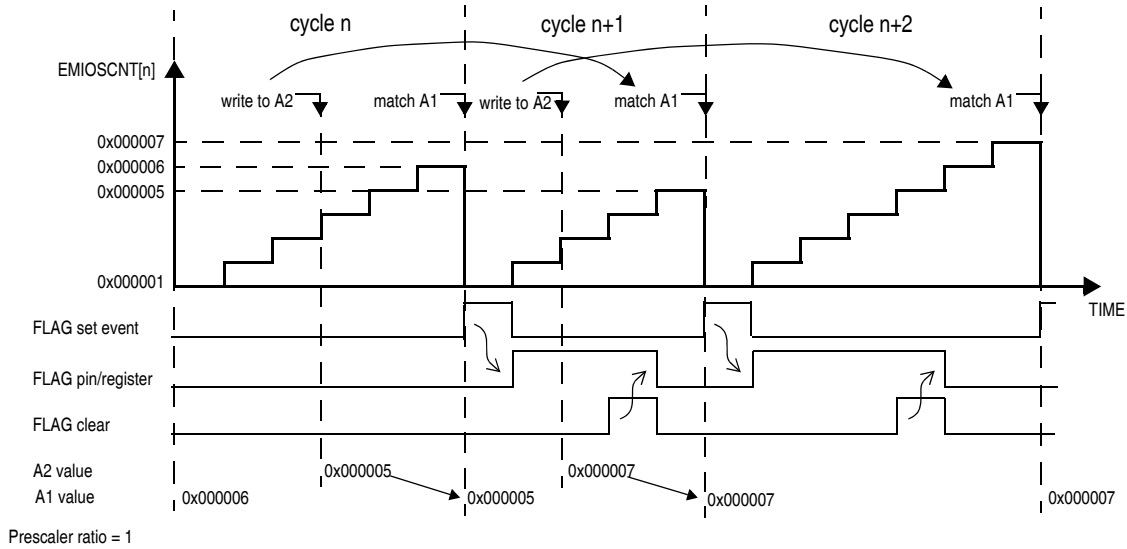 cycle n cycle n+1 cycle n+2
EMIOSCNT[n]
write to A2 match A1 write to A2 match A1 match A1
0x000007
0x000006
0x000005
0x000001
TIME
FLAG set event
FLAG pin/register
FLAG clear
A2 value 0x000005 0x000007
A1 value 0x000006 0x000005 0x000007 0x000007
Prescaler ratio = 1